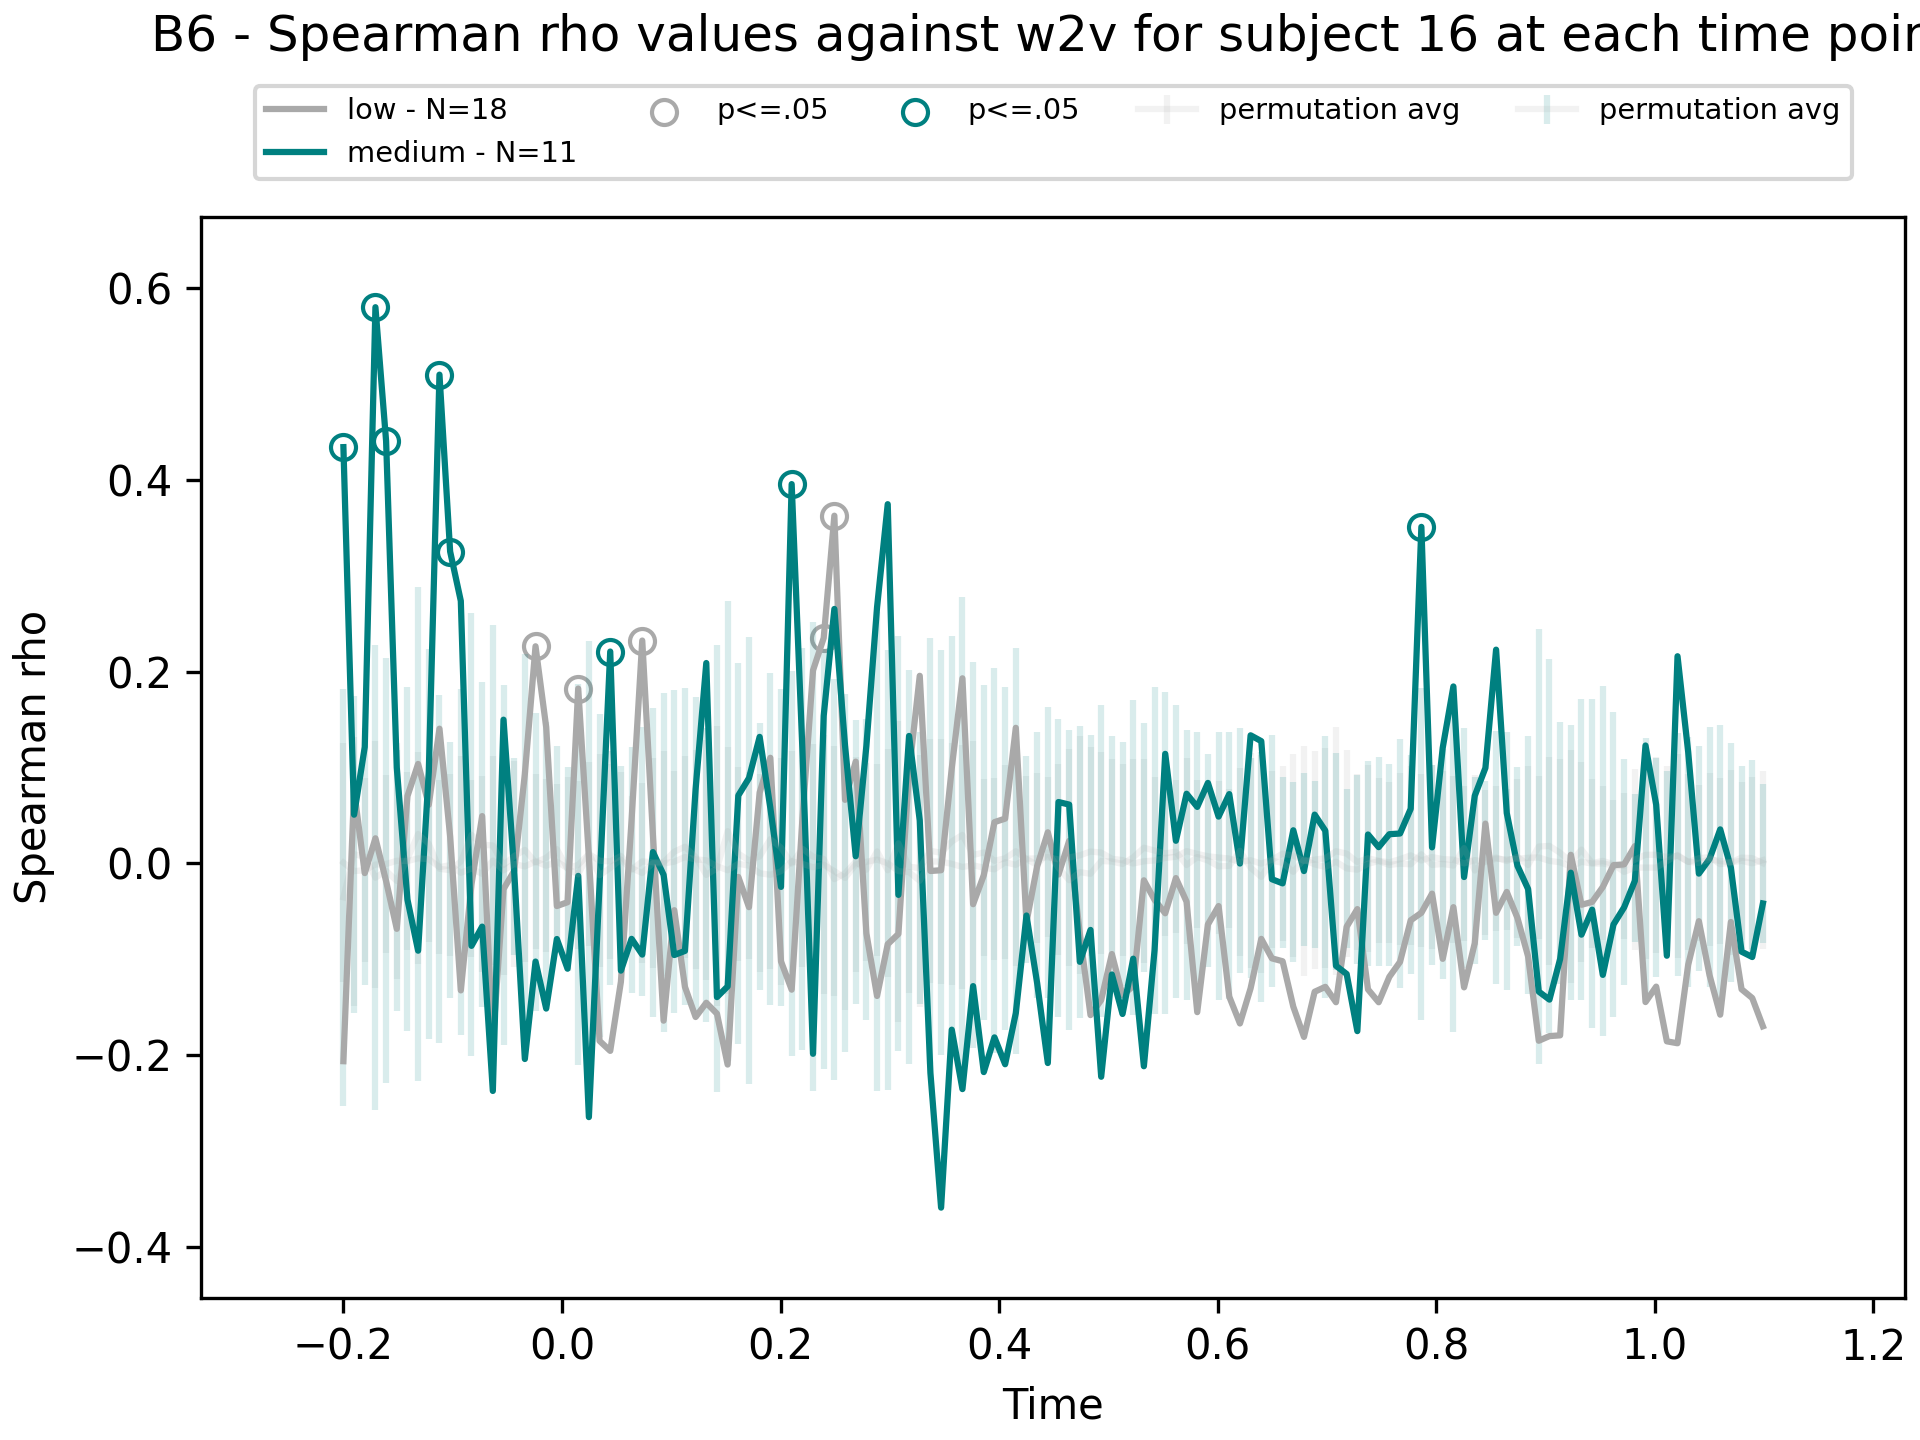 B6 - Spearman rho values against w2v for subject 16 at each time
low - N=18
medium - N=11
p<=.05
p<=.05
permutation avg
permutation avg
Spearman rho
0.6
0.4
0.2
0.0
−0.2
−0.4
−0.2
0.0
0.2
0.4
0.6
0.8
1.0
1.2
Time